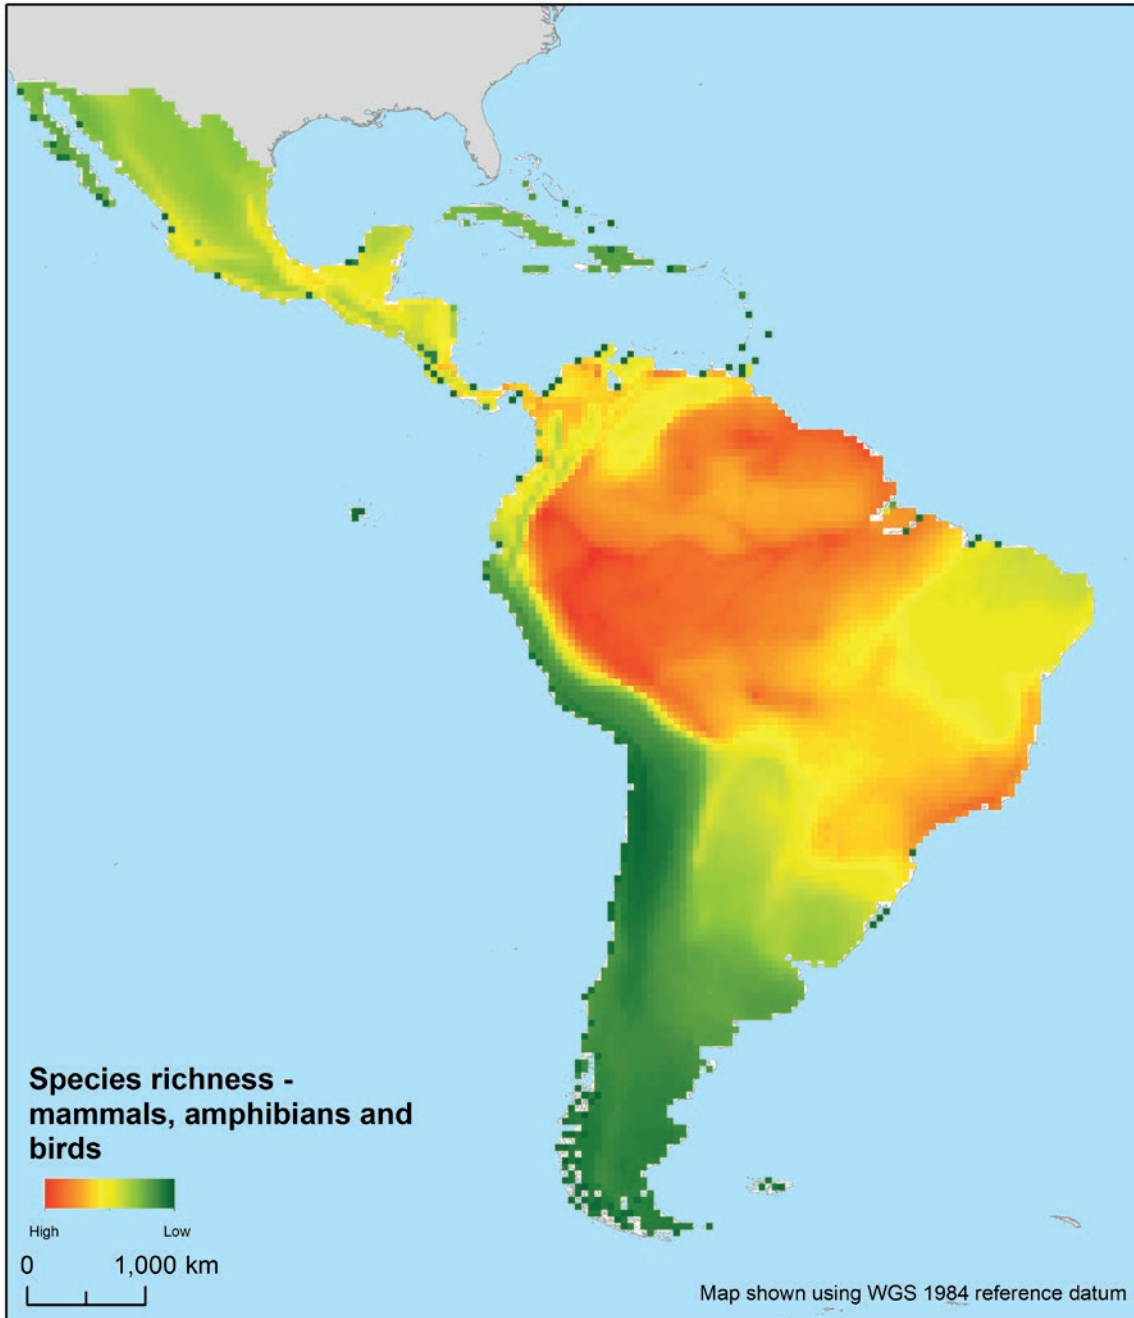 Species richness -
mammals, amphibians and
birds
High Low
0 1,000 km
Map shown using WGS 1984 reference datum